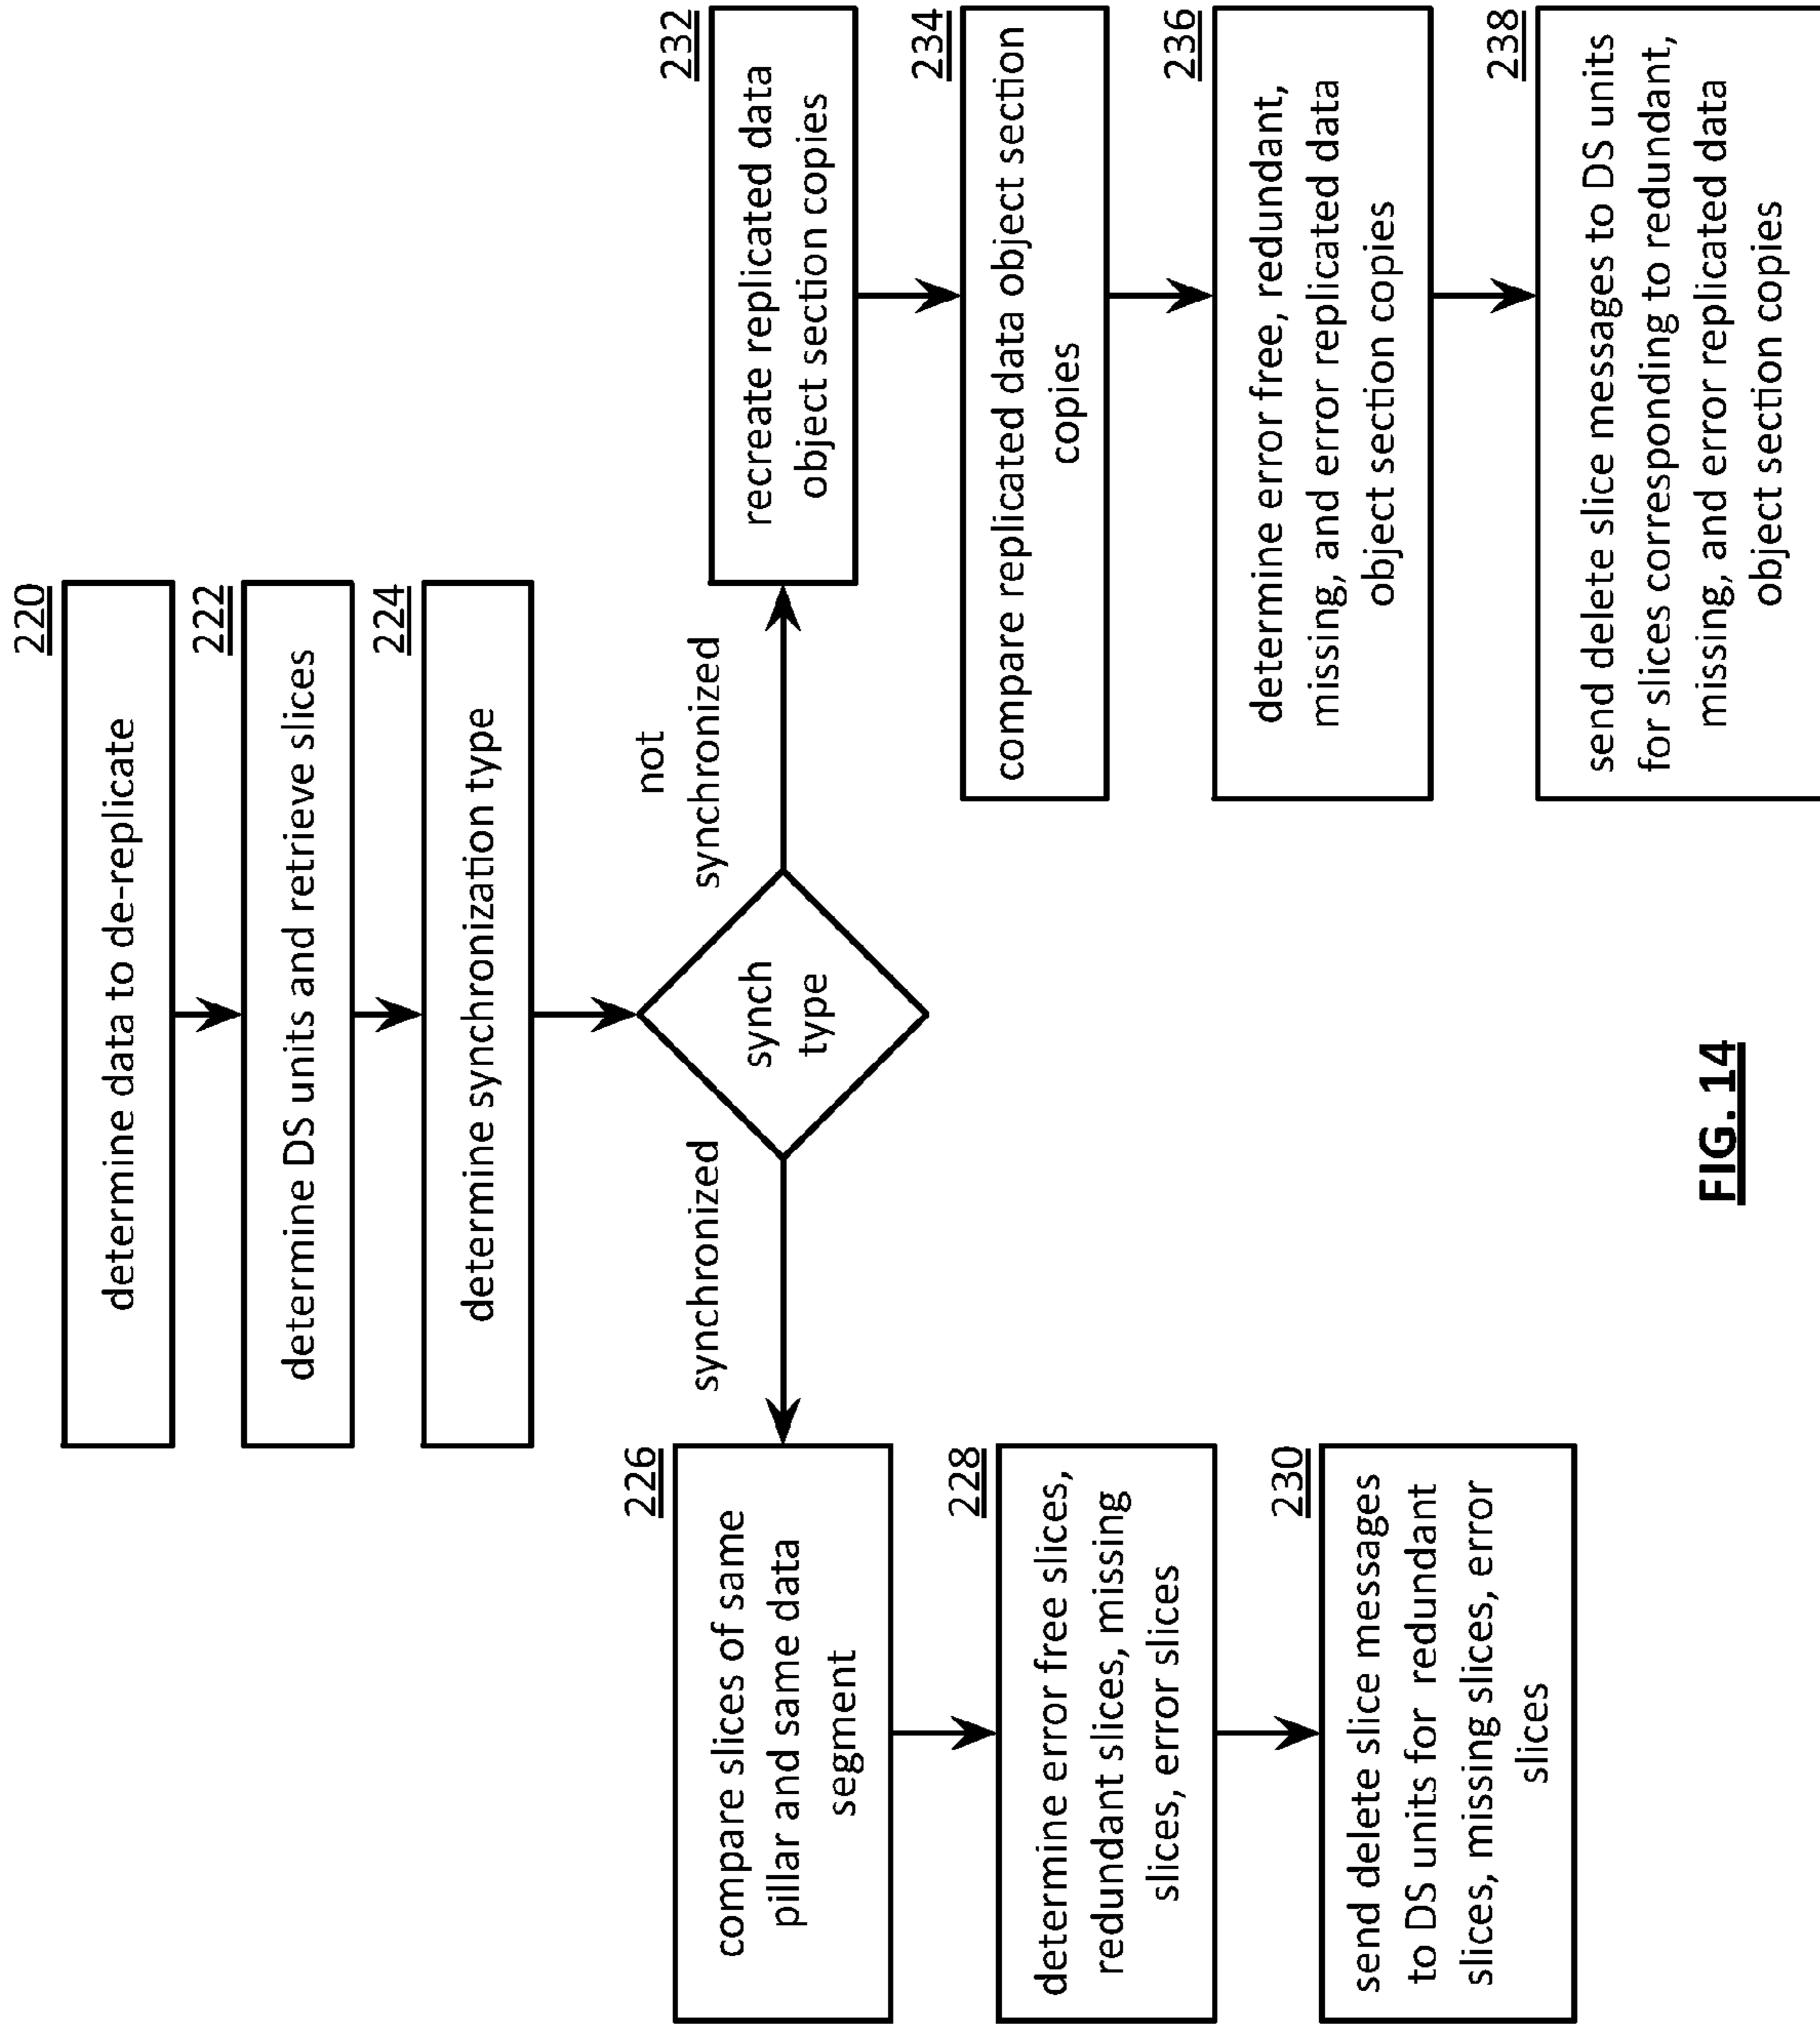 220
determine data to de-replicate
222
determine DS units and retrieve slices
224
determine synchronization type
synch
type
synchronized
not
synchronized
226
compare slices of same
pillar and same data
segment
228
determine error free slices,
redundant slices, missing
slices, error slices
230
send delete slice messages
to DS units for redundant
slices, missing slices, error
slices
232
recreate replicated data
object section copies
234
compare replicated data object section
copies
236
determine error free, redundant,
missing, and error replicated data
object section copies
238
send delete slice messages to DS units
for slices corresponding to redundant,
missing, and error replicated data
object section copies
FIG. 14